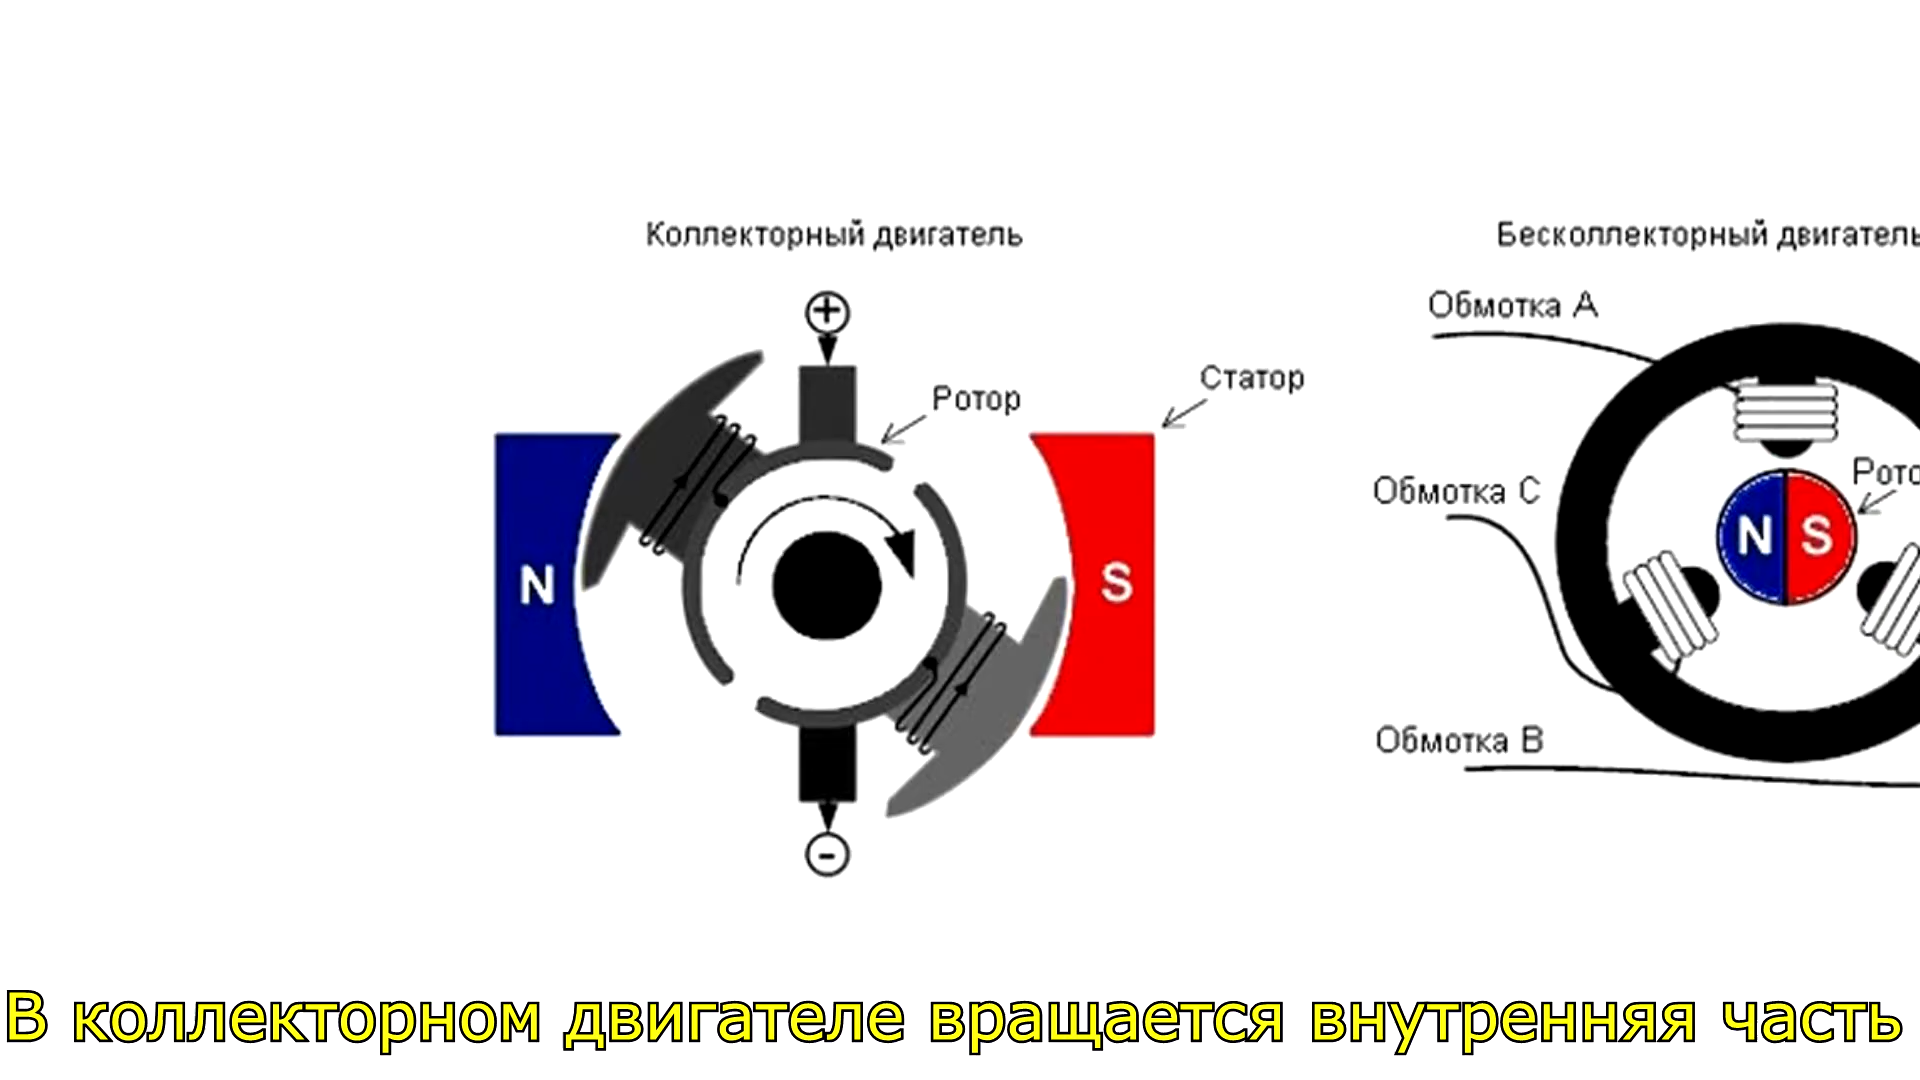 Коллекторный двигатель
Бесколлекторный двигатель
+
Обмотка А
Статор
Ротор
Обмотка С
N
S
N S
Обмотка В
-
В коллекторном двигателе вращается внутренняя часть